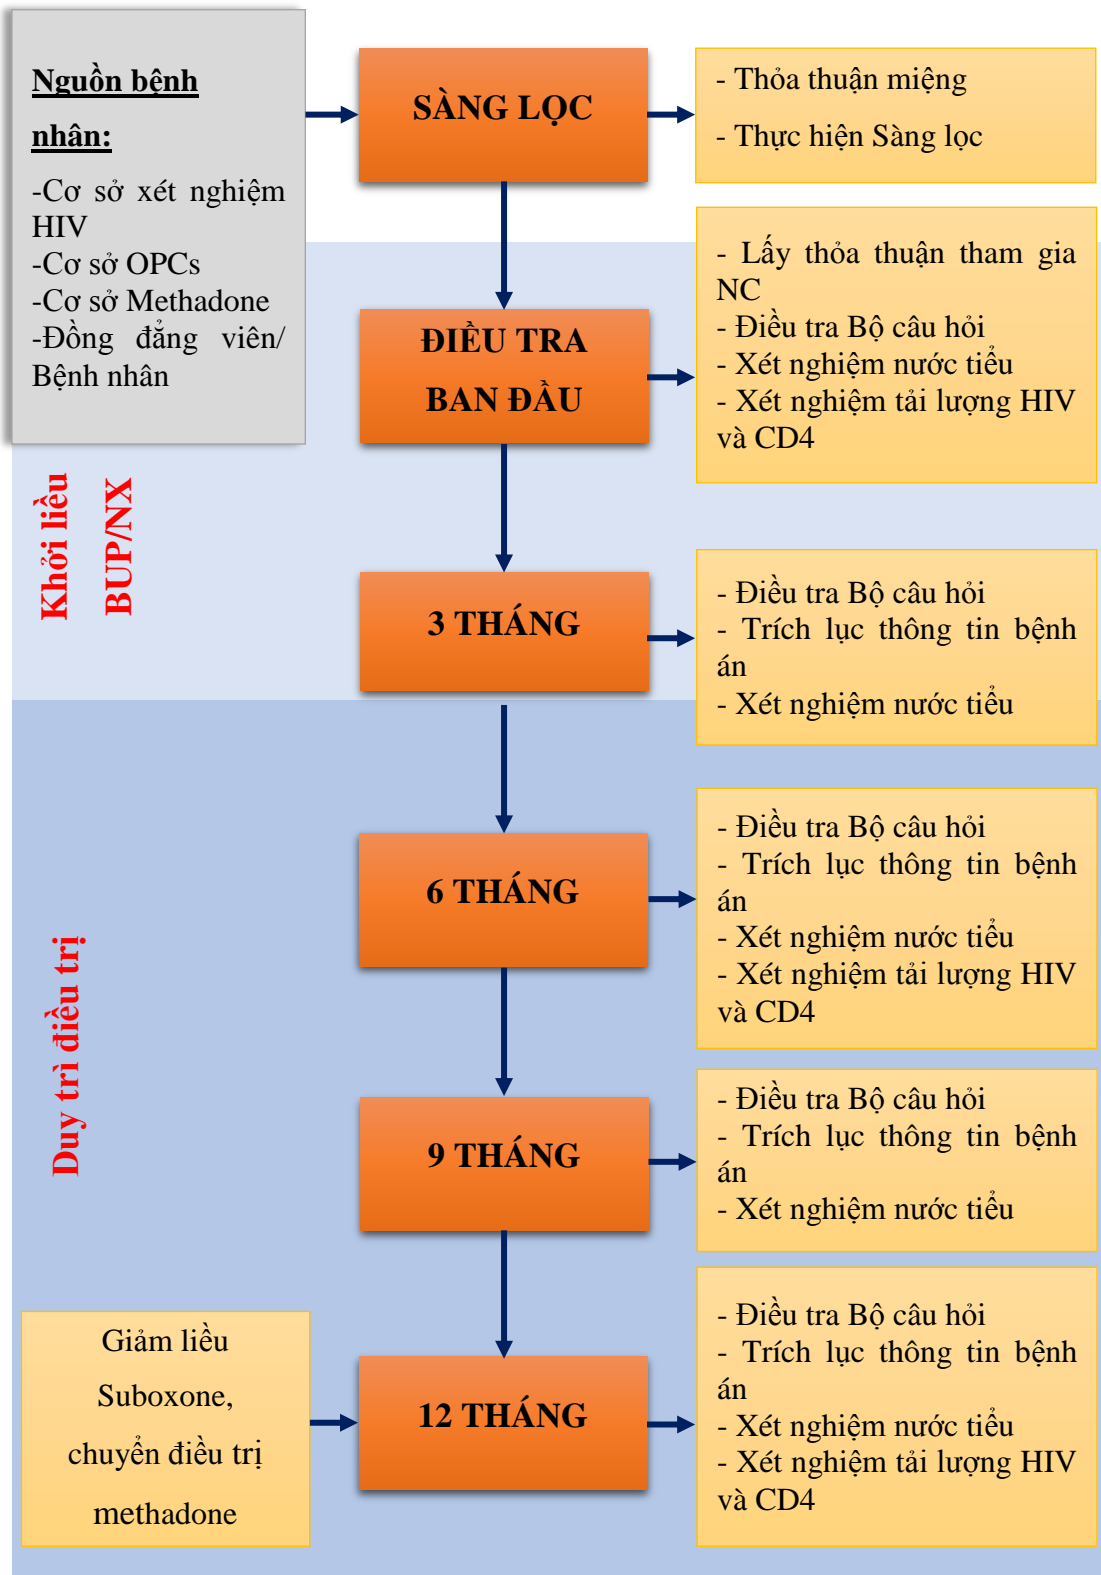 Nguồn bệnh
nhân:
-Cơ sở xét nghiệm
HIV
-Cơ sở OPCs
-Cơ sở Methadone
-Đồng đẳng viên/
Bệnh nhân
SÀNG LỌC
- Thỏa thuận miệng
- Thực hiện Sàng lọc
ĐIỀU TRA
BAN ĐẦU
- Lấy thỏa thuận tham gia
NC
- Điều tra Bộ câu hỏi
- Xét nghiệm nước tiểu
- Xét nghiệm tải lượng HIV
và CD4
Khởi liều
BUP/NX
3 THÁNG
- Điều tra Bộ câu hỏi
- Trích lục thông tin bệnh
án
- Xét nghiệm nước tiểu
Duy trì điều trị
6 THÁNG
- Điều tra Bộ câu hỏi
- Trích lục thông tin bệnh
án
- Xét nghiệm nước tiểu
- Xét nghiệm tải lượng HIV
và CD4
9 THÁNG
- Điều tra Bộ câu hỏi
- Trích lục thông tin bệnh
án
- Xét nghiệm nước tiểu
Giảm liều
Suboxone,
chuyển điều trị
methadone
12 THÁNG
- Điều tra Bộ câu hỏi
- Trích lục thông tin bệnh
án
- Xét nghiệm nước tiểu
- Xét nghiệm tải lượng HIV
và CD4